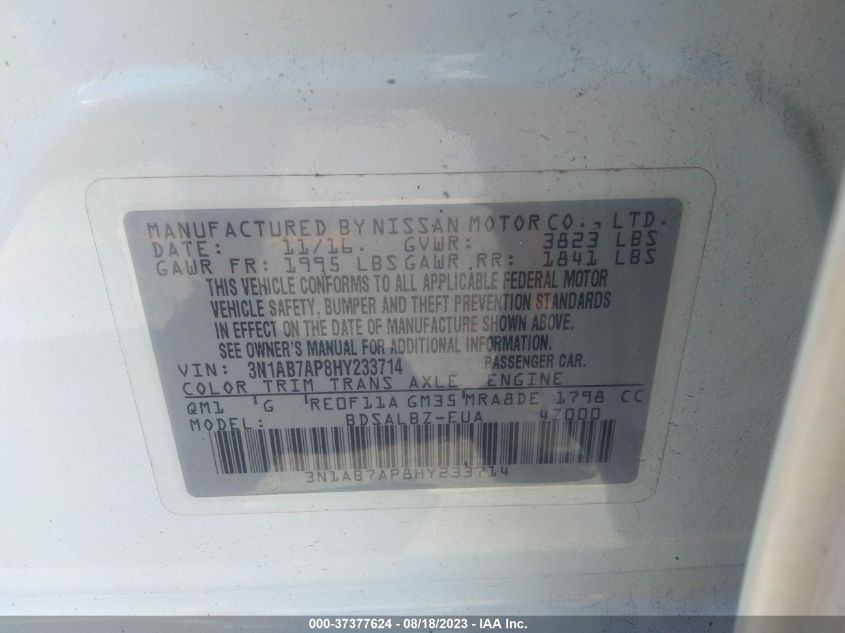 MANUFACTURED BY NISSAN MOTOR CO., LTD.
DATE: 11/16. GVWR: 3823 LBS
GAWR FR: 1995 LBS GAWR RR: 1841 LBS
THIS VEHICLE CONFORMS TO ALL APPLICABLE FEDERAL MOTOR
VEHICLE SAFETY, BUMPER AND THEFT PREVENTION STANDARDS
IN EFFECT ON THE DATE OF MANUFACTURE SHOWN ABOVE.
SEE OWNER'S MANUAL FOR ADDITIONAL INFORMATION.
VIN: 3N1AB7AP8HY233714 PASSENGER CAR.
COLOR TRIM TRANS AXLE ENGINE
QM1 G RE0F11A GM35 MRA8DE 1798 CC
MODEL: BDSALBZ-EUA 4Z000
3N1AB7AP8HY233714
000-37377624 - 08/18/2023 - IAA Inc.